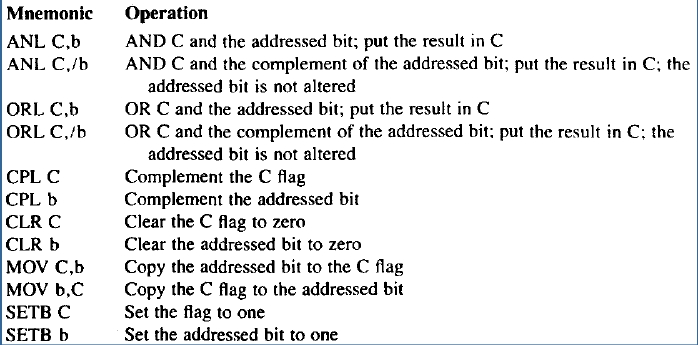 Mnemonic Operation
ANL C,b AND C and the addressed bit; put the result in C
ANL C,/b AND C and the complement of the addressed bit; put the result in C; the
addressed bit is not altered
ORL C,b OR C and the addressed bit; put the result in C
ORL C,/b OR C and the complement of the addressed bit; put the result in C; the
addressed bit is not altered
CPL C Complement the C flag
CPL b Complement the addressed bit
CLR C Clear the C flag to zero
CLR b Clear the addressed bit to zero
MOV C,b Copy the addressed bit to the C flag
MOV b,C Copy the C flag to the addressed bit
SETB C Set the flag to one
SETB b Set the addressed bit to one